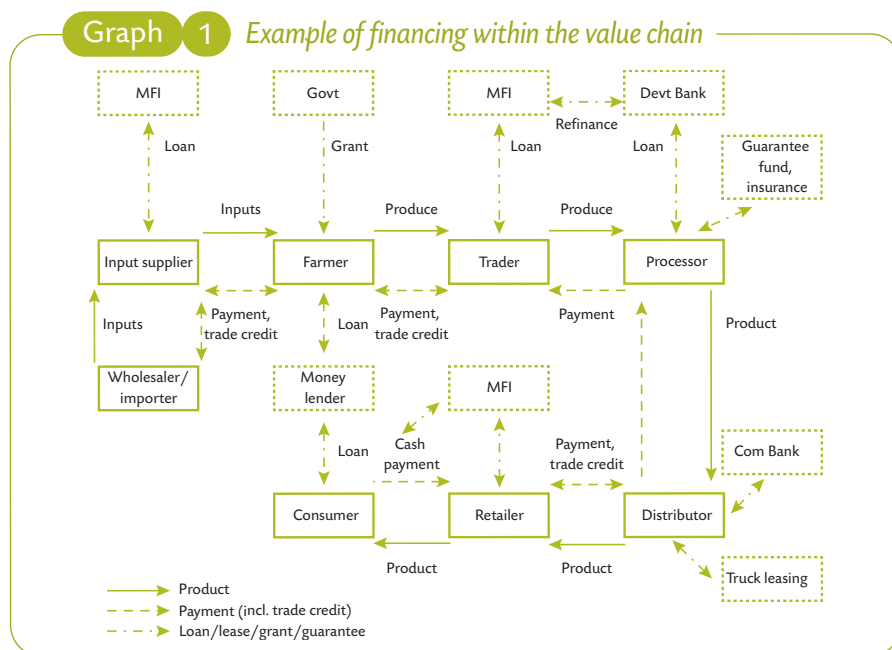 Graph 1 Example of financing within the value chain
MFI
Govt
MFI
Devt Bank
Refinance
Loan
Grant
Loan
Loan
Guarantee
fund,
insurance
Inputs
Produce
Produce
Input supplier
Farmer
Trader
Processor
Inputs
Payment,
trade credit
Loan
Payment,
trade credit
Payment
Product
Wholesaler/
importer
Money
lender
MFI
Loan
Cash
payment
Payment,
trade credit
Com Bank
Consumer
Retailer
Distributor
Product
Product
Truck leasing
Product
Payment (incl. trade credit)
Loan/lease/grant/guarantee